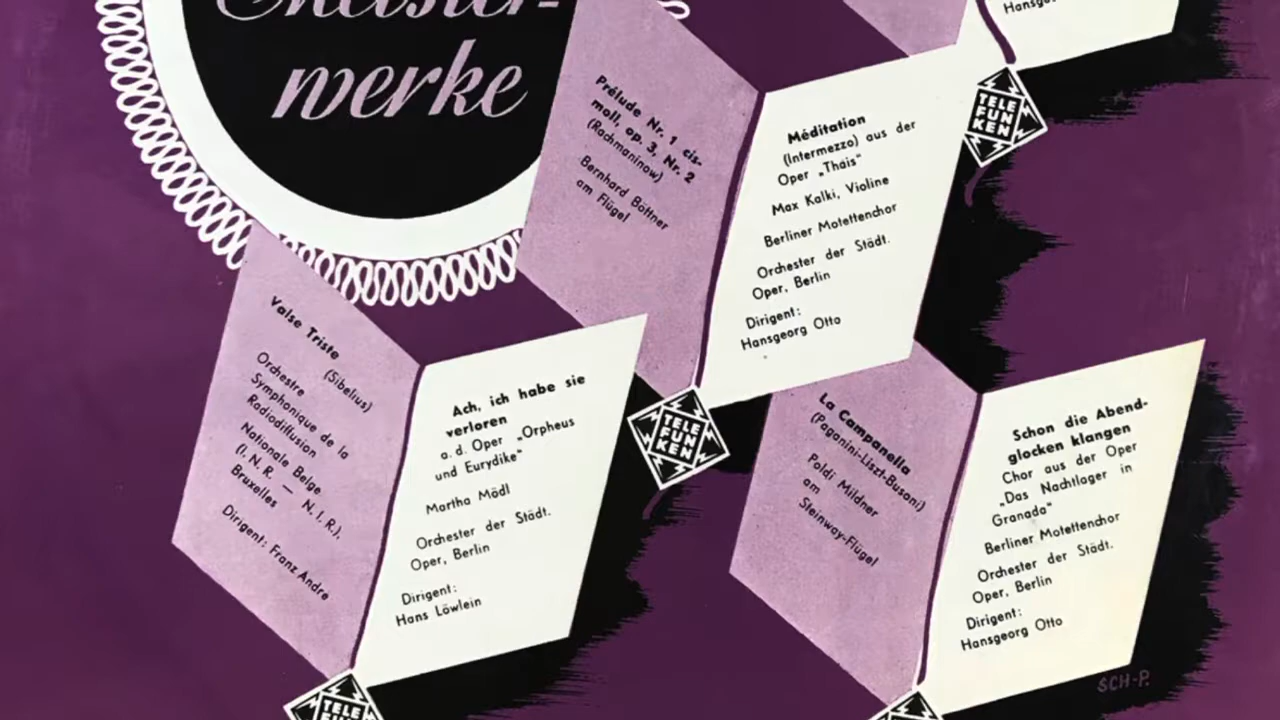 Meister-
werke
Hansgeorg
TELE
FUN
KEN
Prélude Nr. 1 cis-
moll, op. 3, Nr. 2
(Rachmaninow)
Bernhard Böttner
am Flügel
Méditation
(Intermezzo) aus der
Oper „Thais“
Max Kalki, Violine
Berliner Motettenchor
Orchester der Städt.
Oper, Berlin
Dirigent:
Hansgeorg Otto
TELE
FUN
KEN
Valse Triste
(Sibelius)
Orchestre
Symphonique de la
Radiodiffusion
Nationale Belge
(I. N. R. — N. I. R.),
Bruxelles
Dirigent: Franz Andre
Ach, ich habe sie
verloren
a. d. Oper „Orpheus
und Eurydike“
Martha Mödl
Orchester der Städt.
Oper, Berlin
Dirigent:
Hans Löwlein
TELE
FUN
La Campanella
(Paganini-Liszt-Busoni)
Poldi Mildner
am
Steinway-Flügel
Schon die Abend-
glocken klangen
Chor aus der Oper
„Das Nachtlager in
Granada“
Berliner Motettenchor
Orchester der Städt.
Oper, Berlin
Dirigent:
Hansgeorg Otto
SCH-P.